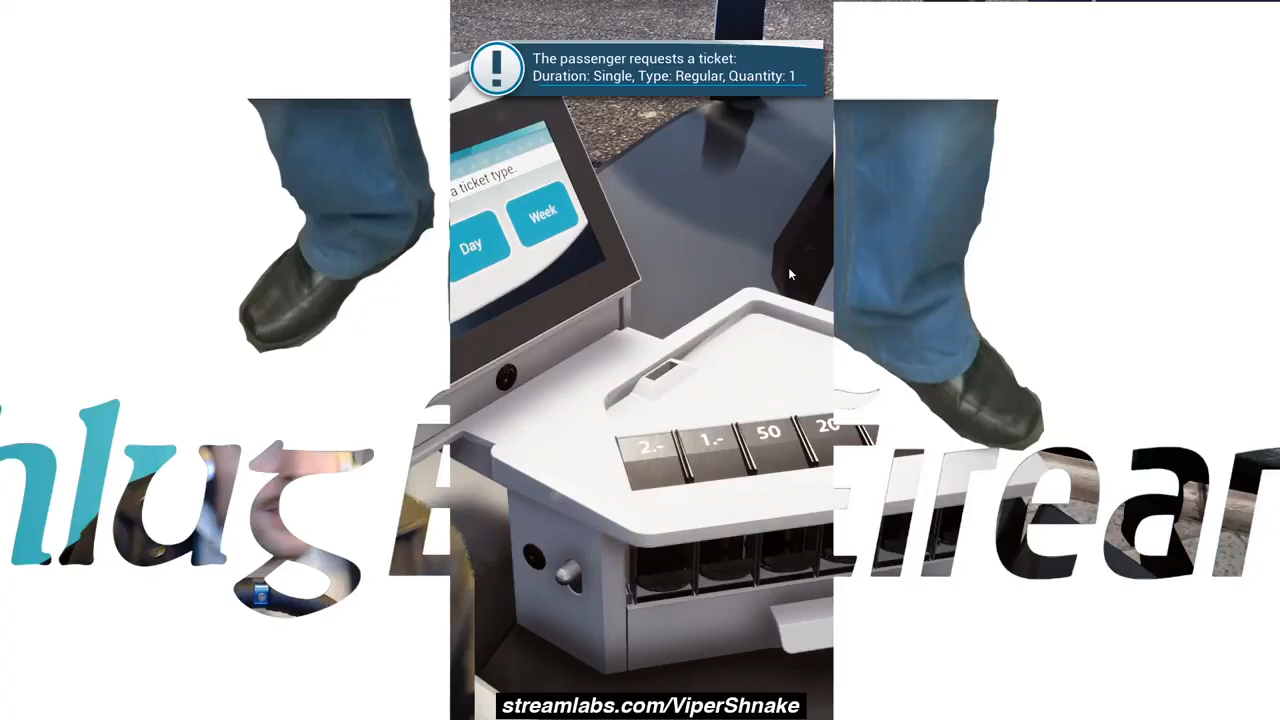 The passenger requests a ticket:
Duration: Single, Type: Regular, Quantity: 1
a ticket type.
Day
Week
2.- 1.- 50 20
hlug Éirear
streamlabs.com/ViperShnake